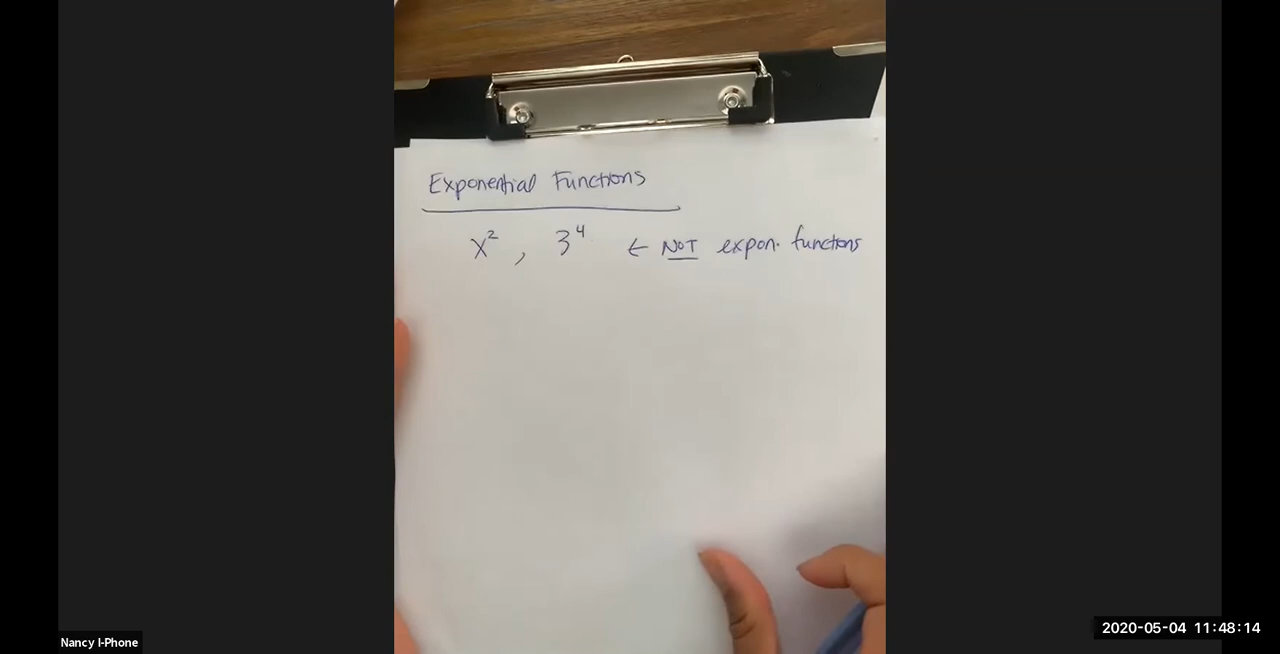 Exponential Functions
x², 3⁴ ← NOT expon. functions
Nancy I-Phone
2020-05-04 11:48:14